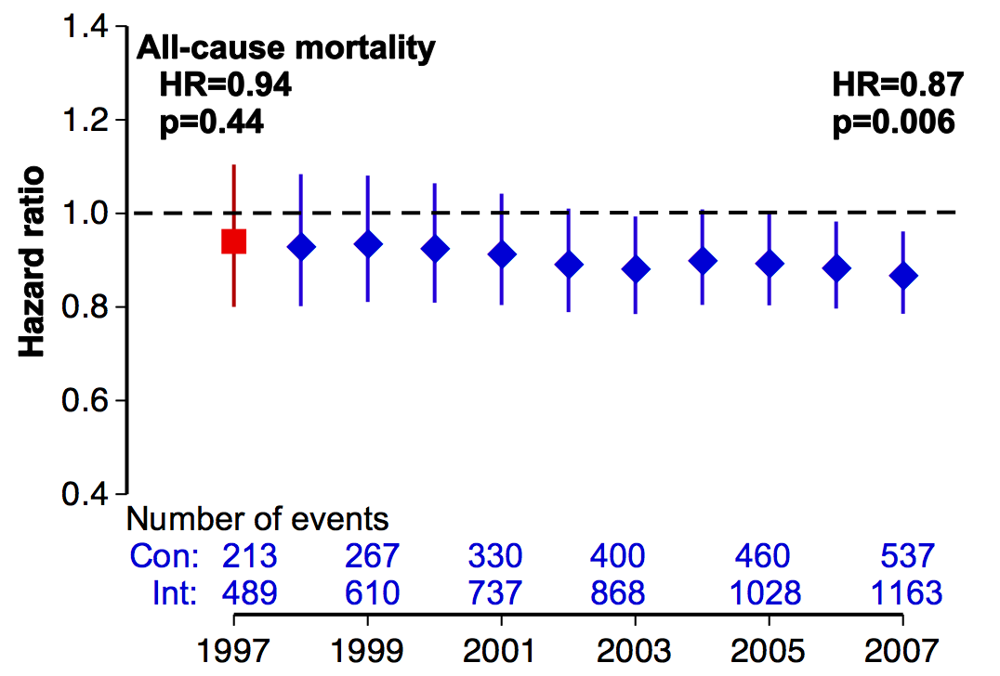 1.4
All-cause mortality
HR=0.94
HR=0.87
1.2
p=0.44
p=0.006
1.0
Hazard ratio
0.8
0.6
0.4
Number of events
Con: 213 267 330 400 460 537
Int: 489 610 737 868 1028 1163
1997 1999 2001 2003 2005 2007